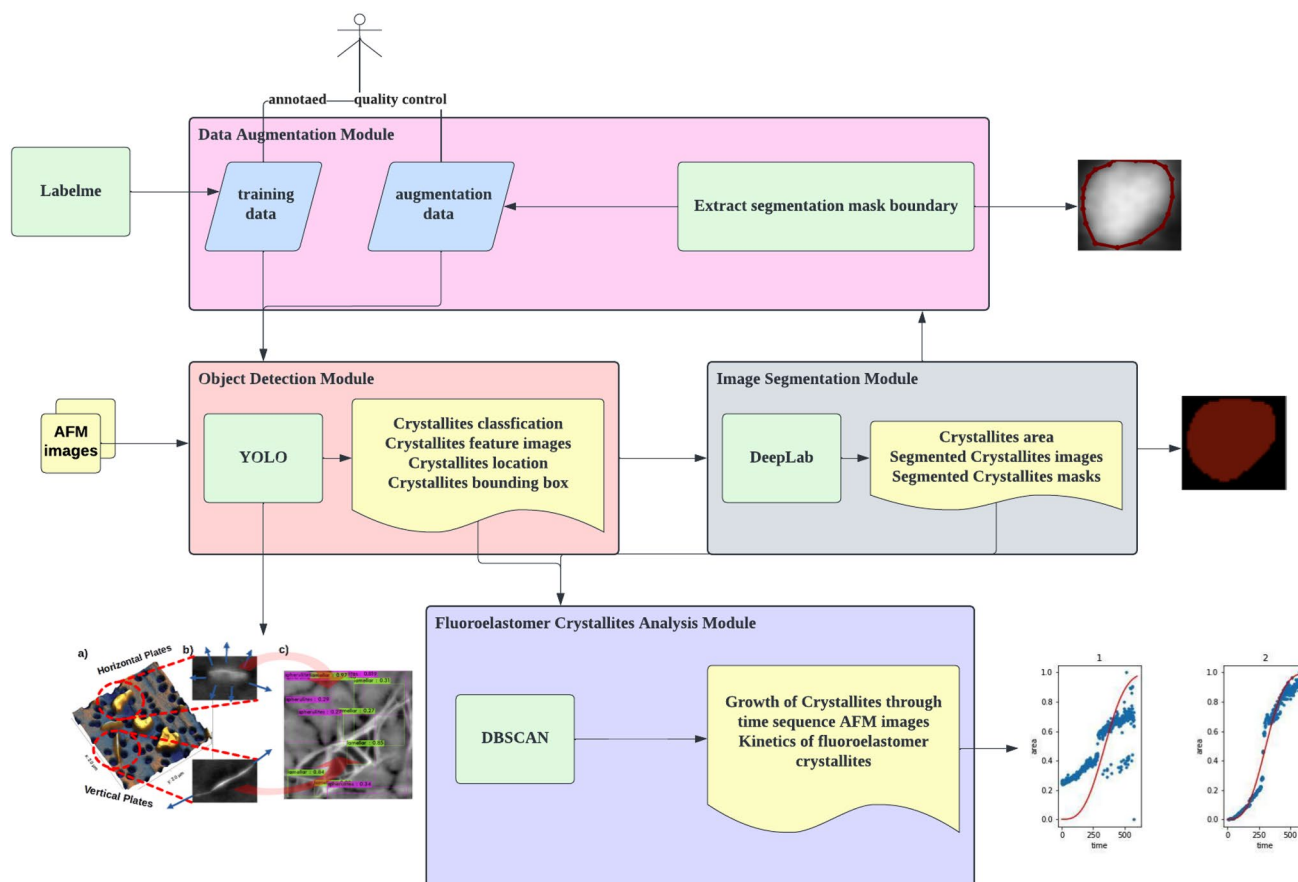 annotaed
quality control
Data Augmentation Module
Labelme
training
data
augmentation
data
Extract segmentation mask boundary
Object Detection Module
Image Segmentation Module
AFM
images
YOLO
Crystallites classfication
Crystallites feature images
Crystallites location
Crystallites bounding box
DeepLab
Crystallites area
Segmented Crystallites images
Segmented Crystallites masks
Fluoroelastomer Crystallites Analysis Module
DBSCAN
Growth of Crystallites through
time sequence AFM images
Kinetics of fluoroelastomer
crystallites
a)
Horizontal Plates
b)
c)
Vertical Plates
1
1.0
0.8
0.6
0.4
0.2
0.0
area
0
250
500
time
2
1.0
0.8
0.6
0.4
0.2
0.0
area
0
250
500
time